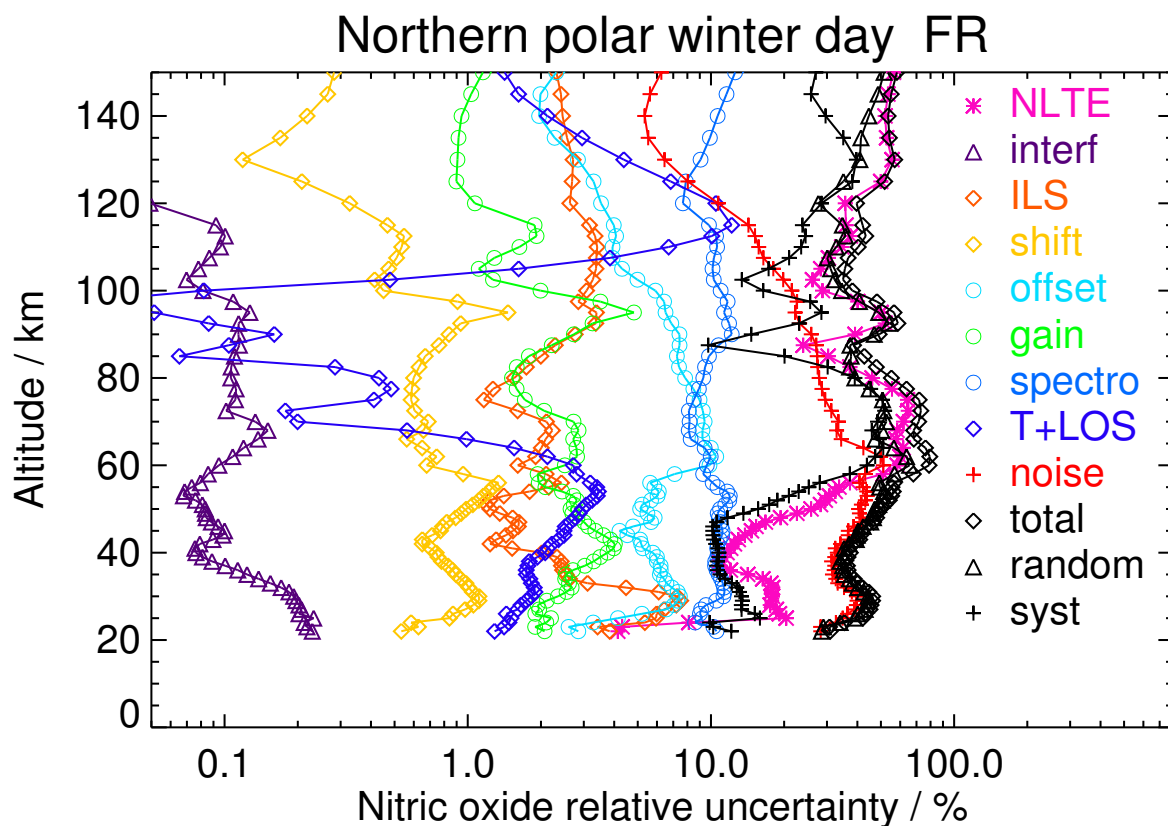 Northern polar winter day FR
Altitude / km
140
120
100
80
60
40
20
0
0.1
1.0
10.0
100.0
Nitric oxide relative uncertainty / %
NLTE
interf
ILS
shift
offset
gain
spectro
T+LOS
noise
total
random
syst